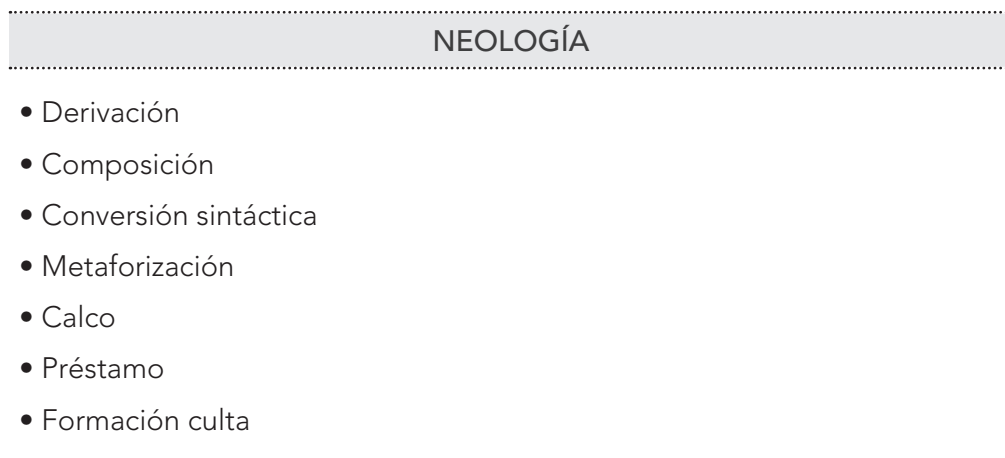 NEOLOGÍA
• Derivación
• Composición
• Conversión sintáctica
• Metaforización
• Calco
• Préstamo
• Formación culta